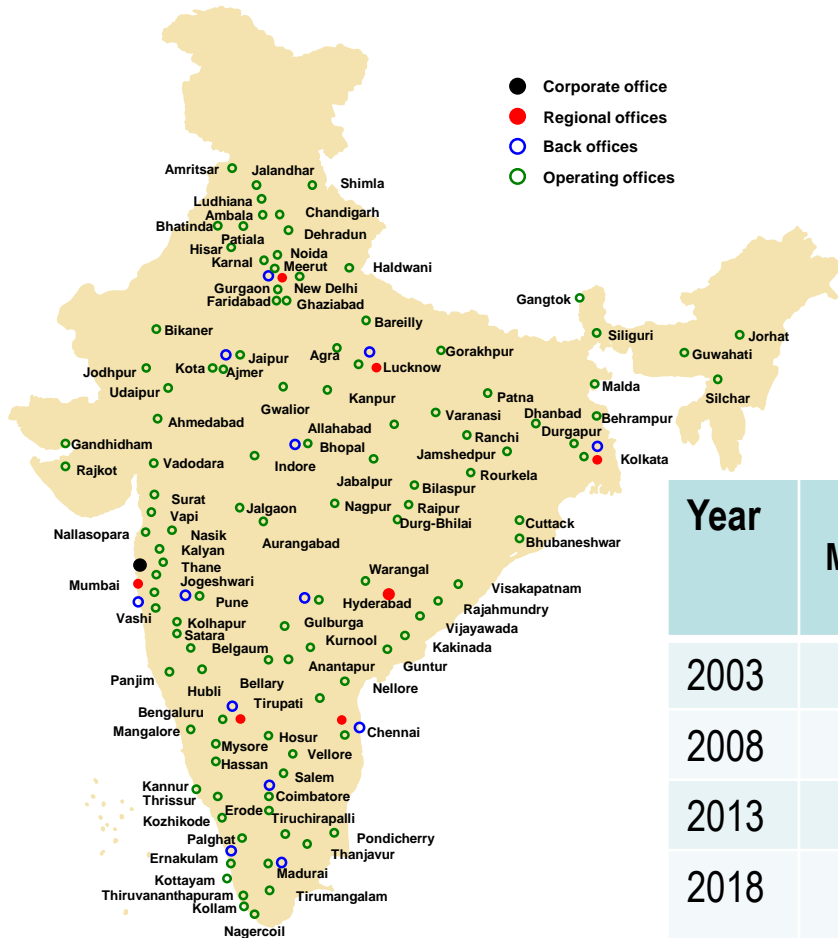 Corporate office
Regional offices
Back offices
Operating offices
Amritsar
Jalandhar
Shimla
Ludhiana
Ambala
Chandigarh
Bhatinda
Patiala
Dehradun
Hisar
Noida
Karnal
Meerut
Haldwani
Gurgaon
New Delhi
Faridabad
Ghaziabad
Gangtok
Bikaner
Bareilly
Siliguri
Jorhat
Jaipur
Agra
Gorakhpur
Guwahati
Jodhpur
Kota
Ajmer
Lucknow
Udaipur
Malda
Silchar
Gwalior
Kanpur
Patna
Ahmedabad
Varanasi
Dhanbad
Behrampur
Allahabad
Gandhidham
Bhopal
Ranchi
Durgapur
Rajkot
Vadodara
Indore
Jamshedpur
Kolkata
Jabalpur
Rourkela
Bilaspur
Surat
Jalgaon
Nagpur
Raipur
Vapi
Durg-Bhilai
Cuttack
Nallasopara
Nasik
Aurangabad
Bhubaneshwar
Kalyan
Thane
Warangal
Mumbai
Jogeshwari
Visakapatnam
Vashi
Pune
Hyderabad
Rajahmundry
Kolhapur
Gulburga
Vijayawada
Satara
Kurnool
Kakinada
Belgaum
Guntur
Panjim
Anantapur
Hubli
Bellary
Nellore
Tirupati
Bengaluru
Mangalore
Hosur
Chennai
Mysore
Vellore
Hassan
Salem
Kannur
Coimbatore
Thrissur
Erode
Kozhikode
Tiruchirapalli
Palghat
Pondicherry
Ernakulam
Thanjavur
Kottayam
Madurai
Thiruvananthapuram
Tirumangalam
Kollam
Nagercoil
Year
M
2003
2008
2013
2018